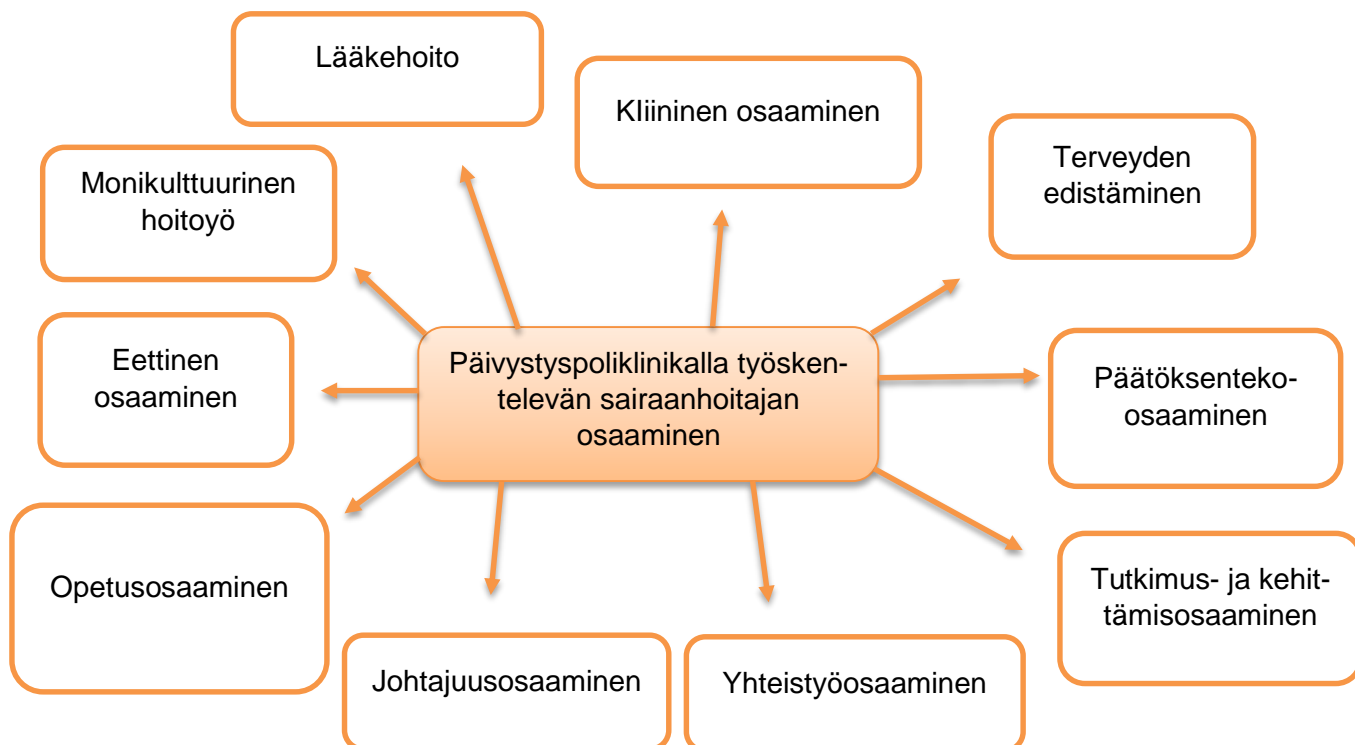 Lääkehoito
KIiininen osaaminen
Terveyden
edistäminen
Monikulttuurinen
hoitoyö
Eettinen
osaaminen
Päivystyspoliklinikalla työsken-
televän sairaanhoitajan
osaaminen
Päätöksenteko-
osaaminen
Opetusosaaminen
Tutkimus- ja kehit-
tämisosaaminen
Johtajuusosaaminen
Yhteistyöosaaminen